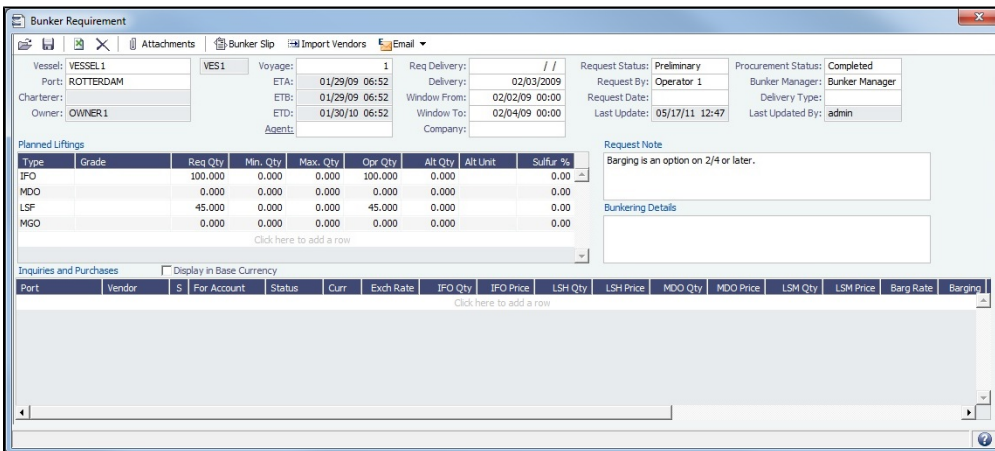 Bunker Requirement
Attachments Bunker Slip Import Vendors Email
Vessel: VESSEL1 VES1 Voyage: 1 Req Delivery: / / Request Status: Preliminary Procurement Status: Completed
Port: ROTTERDAM ETA: 01/29/09 06:52 Delivery: 02/03/2009 Request By: Operator 1 Bunker Manager: Bunker Manager
Charterer: ETB: 01/29/09 06:52 Window From: 02/02/09 00:00 Request Date: Delivery Type:
Owner: OWNER1 ETD: 01/30/10 06:52 Window To: 02/04/09 00:00 Last Update: 05/17/11 12:47 Last Updated By: admin
Agent: Company:
Planned Liftings Request Note
Type Grade Req Qty Min. Qty Max. Qty Opr Qty Alt Qty Alt Unit Sulfur % Barging is an option on 2/4 or later.
IFO 100.000 0.000 0.000 100.000 0.000 0.00
MDO 0.000 0.000 0.000 0.000 0.000 0.00
LSF 45.000 0.000 0.000 45.000 0.000 0.00 Bunkering Details
MGO 0.000 0.000 0.000 0.000 0.000 0.00
Click here to add a row
Inquiries and Purchases Display in Base Currency
Port Vendor S For Account Status Curr Exch Rate IFO Qty IFO Price LSH Qty LSH Price MDO Qty MDO Price LSM Qty LSM Price Barg Rate Barging
Click here to add a row